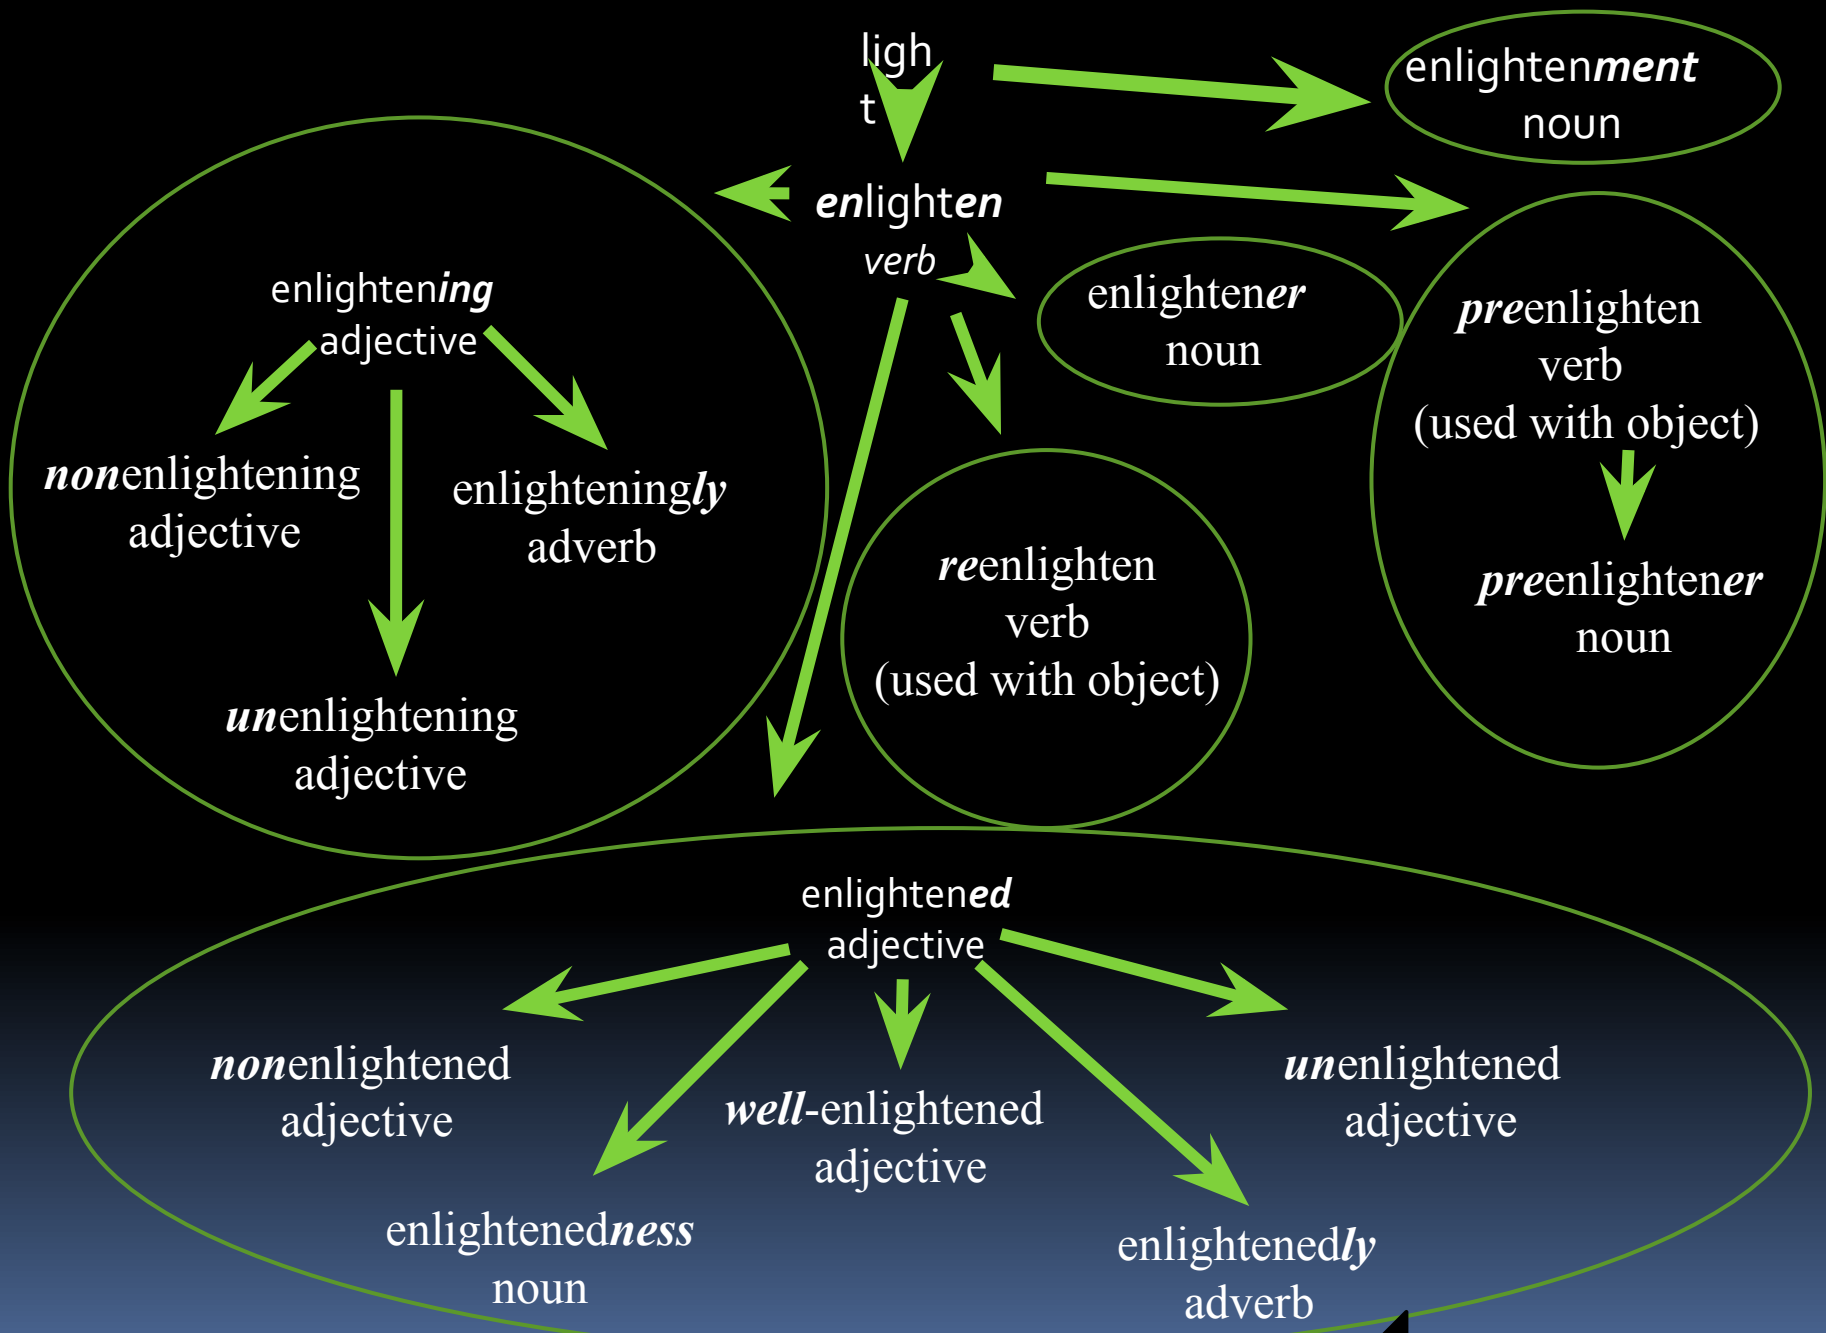 ligh
t
enlightenment
noun
enlighten
verb
enlightening
adjective
nonenlightening
adjective
enlighteningly
adverb
unenlightening
adjective
enlightener
noun
preenlighten
verb
(used with object)
preenlightener
noun
reenlighten
verb
(used with object)
enlightened
adjective
nonenlightened
adjective
well-enlightened
adjective
unenlightened
adjective
enlightenedness
noun
enlightenedly
adverb